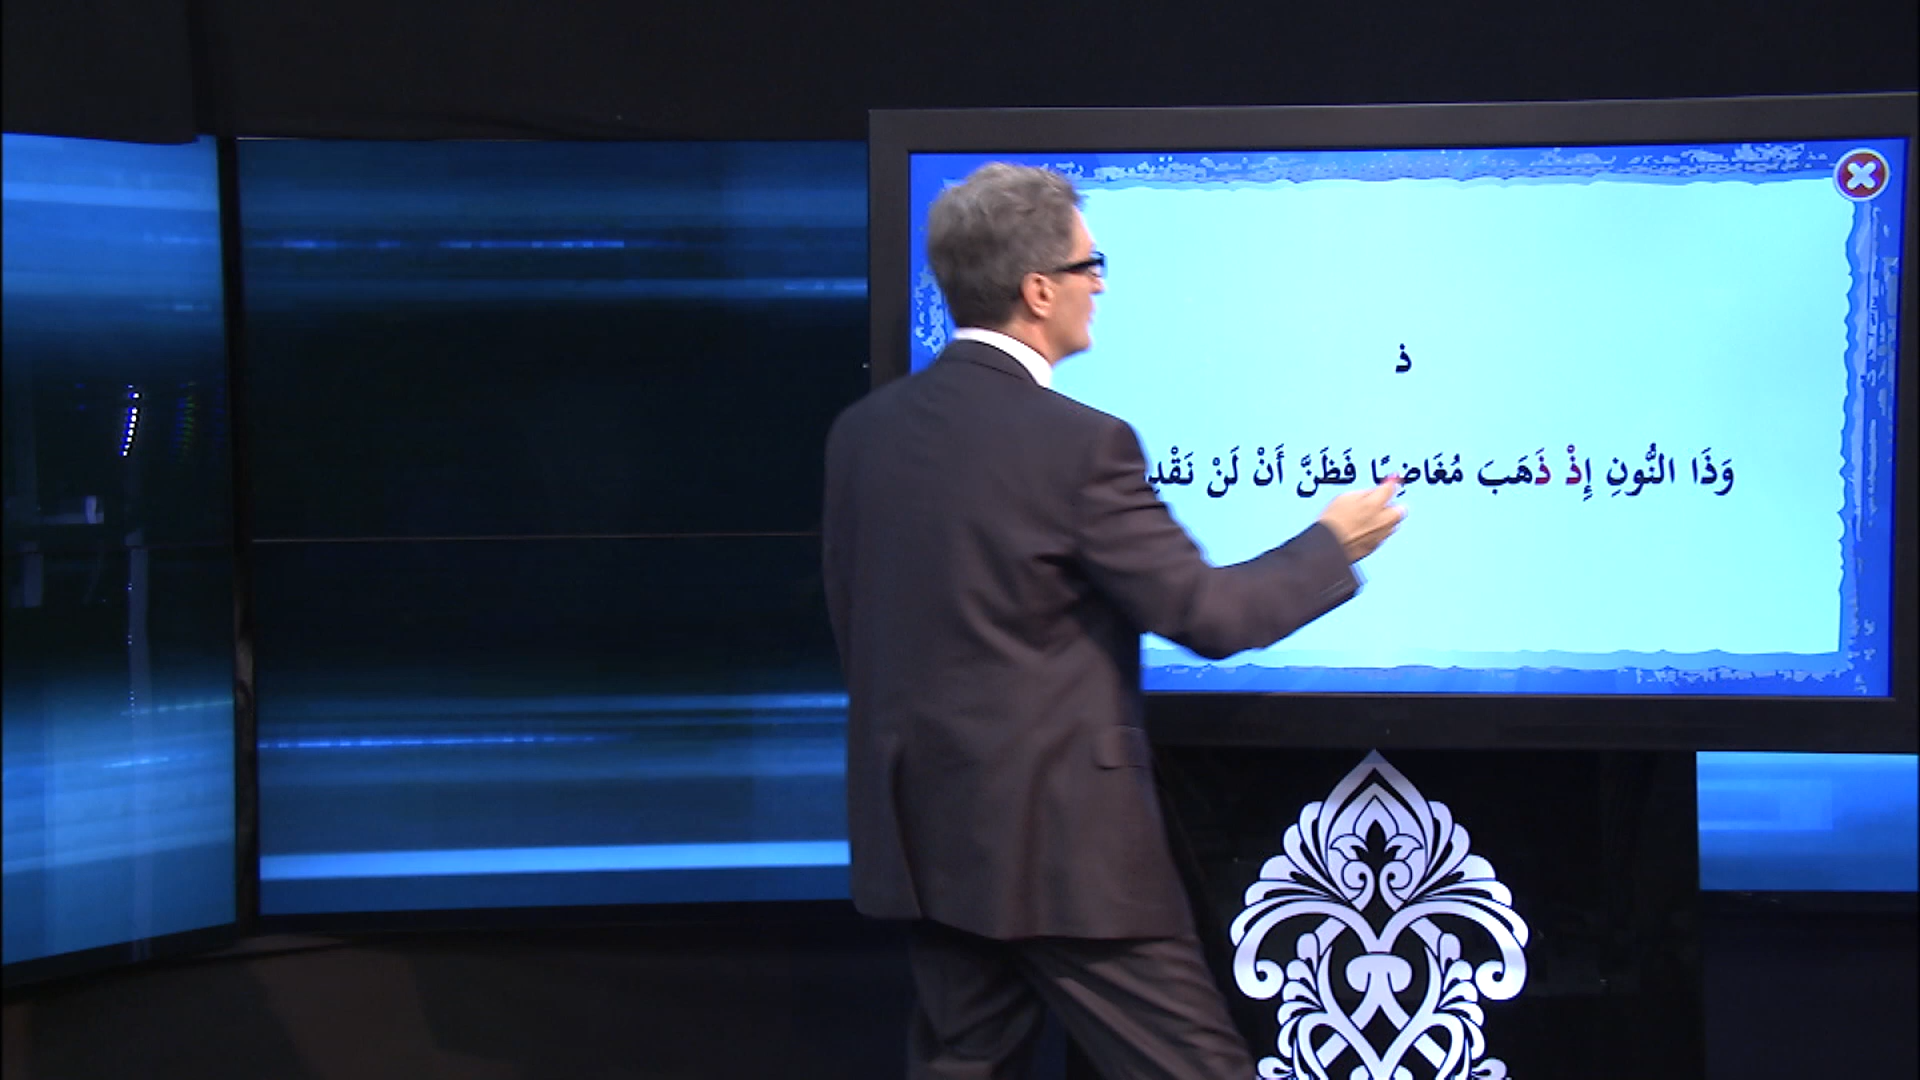 ذ
وَذَا النُّونِ إِذْ ذَهَبَ مُغَاضِبًا فَظَنَّ أَنْ لَنْ